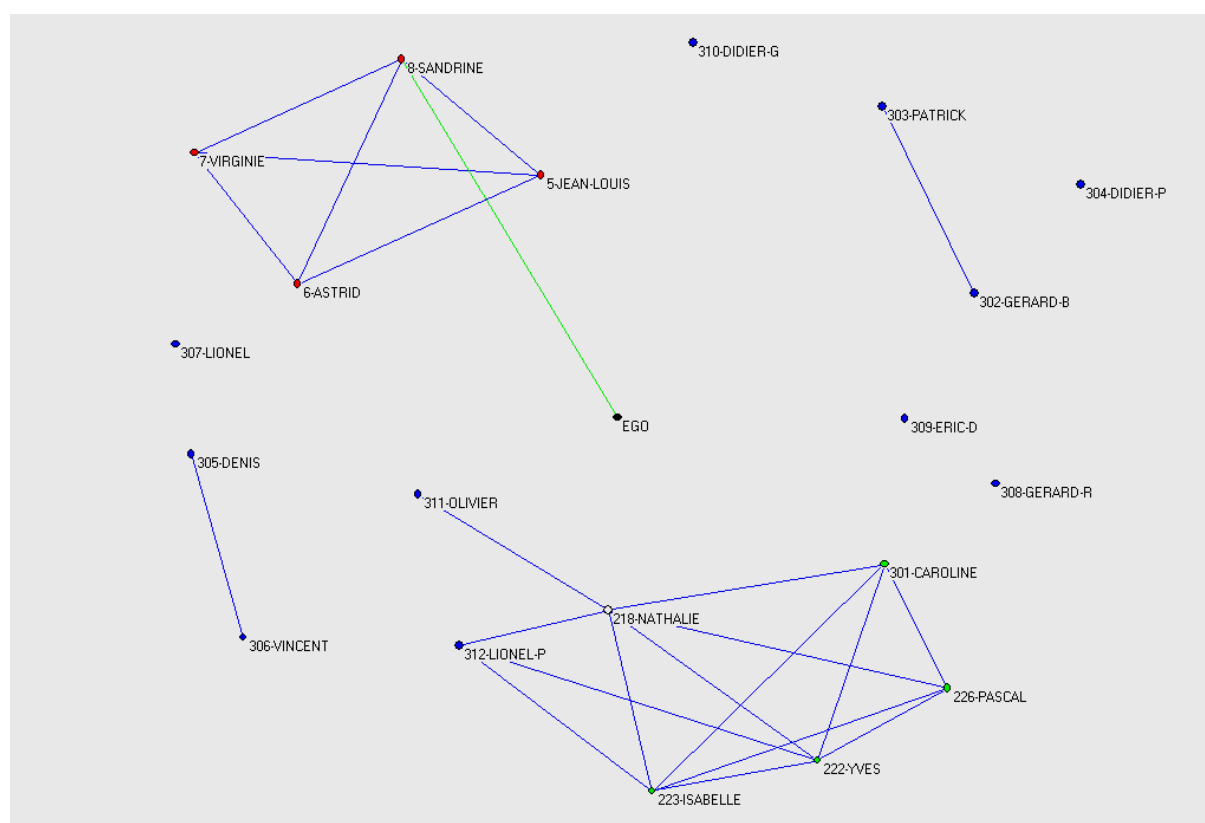 310-DIDIER-G
8-SANDRINE
303-PATRICK
7-VIRGINIE
5-JEAN-LOUIS
304-DIDIER-P
6-ASTRID
302-GERARD-B
307-LIONEL
EGO
309-ERIC-D
305-DENIS
308-GERARD-R
311-OLIVIER
301-CAROLINE
218-NATHALIE
306-VINCENT
312-LIONEL-P
226-PASCAL
222-YVES
223-ISABELLE